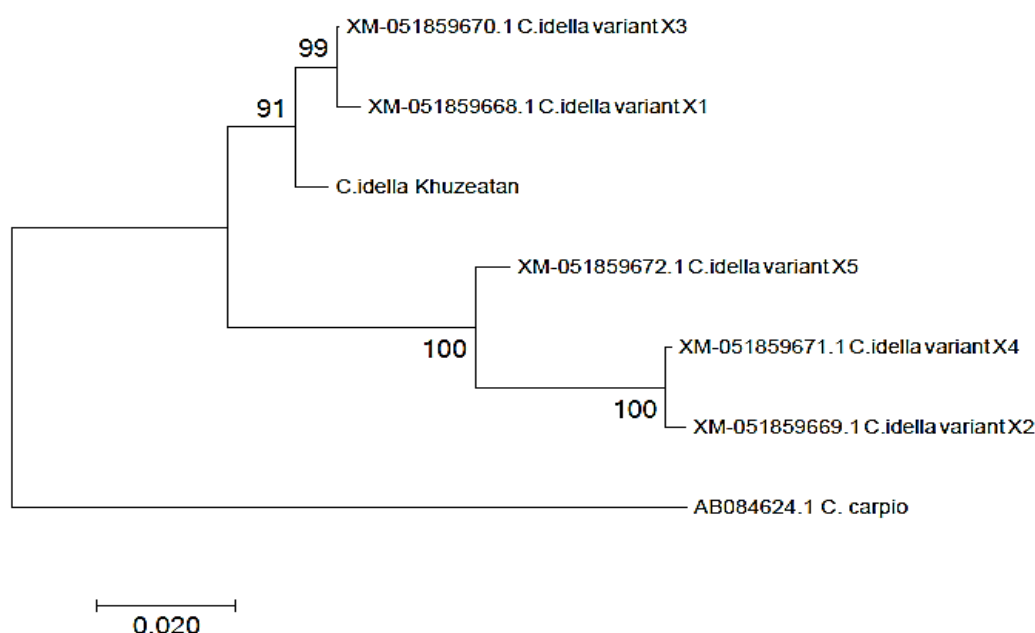 XM-051859670.1 C.idella variant X3
99
XM-051859668.1 C.idella variant X1
91
C.idella Khuzeatan
XM-051859672.1 C.idella variant X5
100
XM-051859671.1 C.idella variant X4
100
XM-051859669.1 C.idella variant X2
AB084624.1 C. carpio
0.020